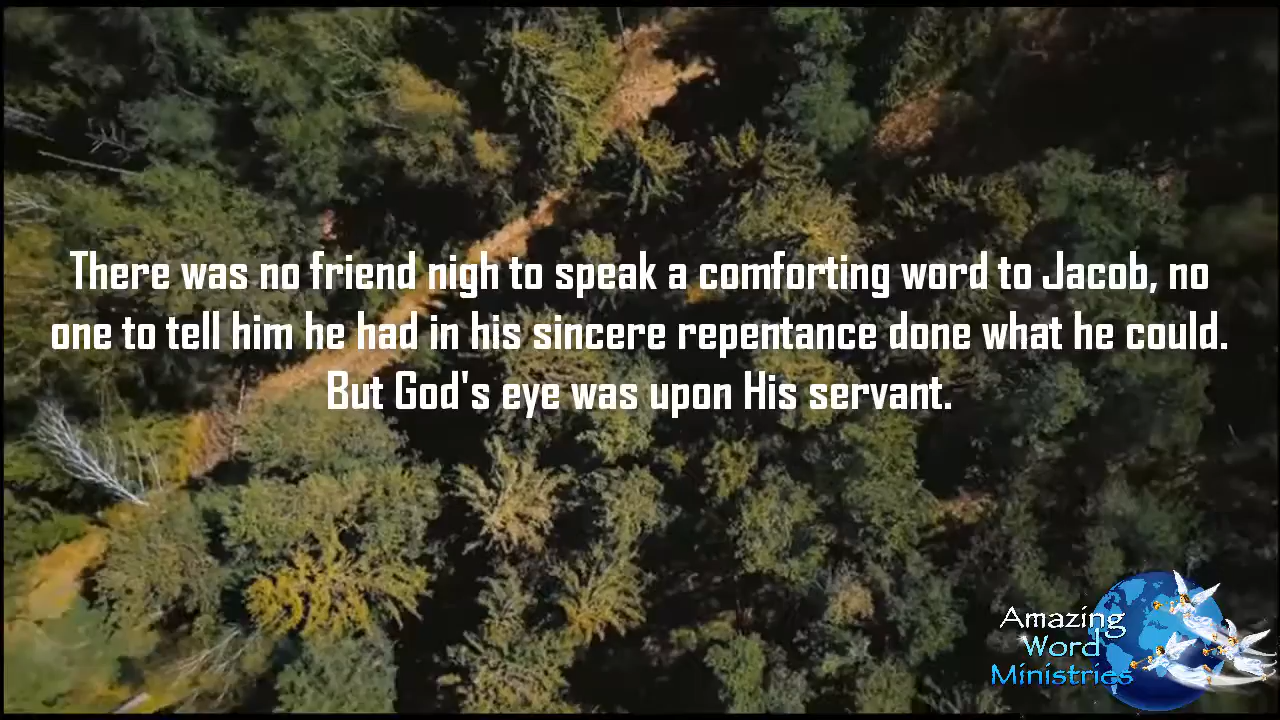 There was no friend nigh to speak a comforting word to Jacob, no
one to tell him he had in his sincere repentance done what he could.
But God's eye was upon His servant.
Amazing
Word
Ministries